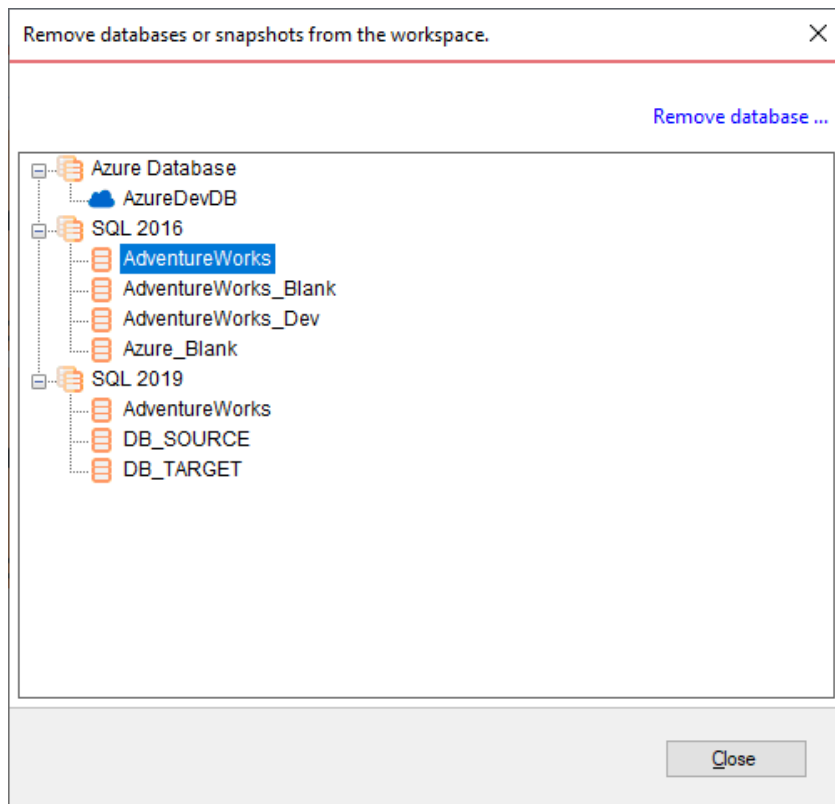 Remove databases or snapshots from the workspace.
Remove database ...
Azure Database
AzureDevDB
SQL 2016
AdventureWorks
AdventureWorks_Blank
AdventureWorks_Dev
Azure_Blank
SQL 2019
AdventureWorks
DB_SOURCE
DB_TARGET
Close